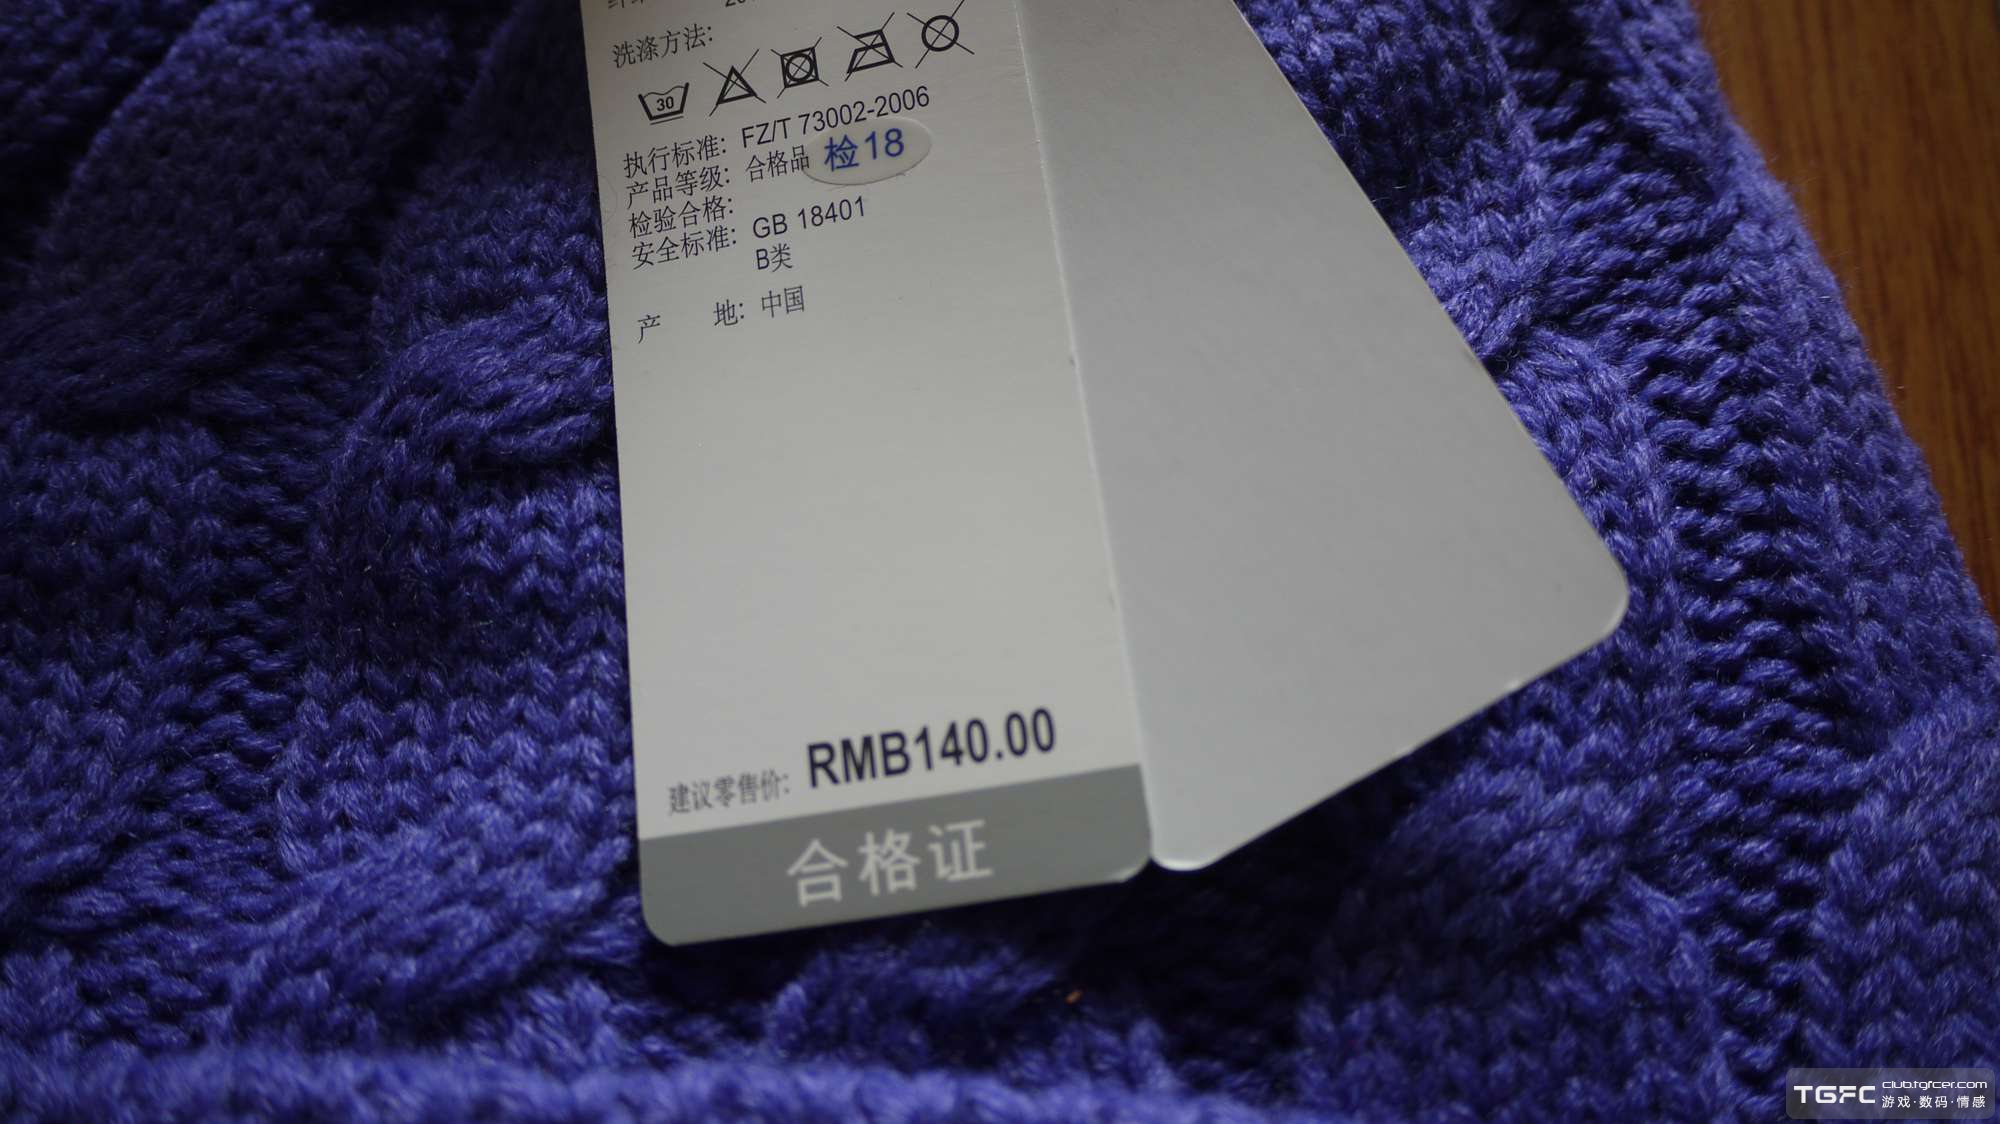 洗涤方法:
30
执行标准: FZ/T 73002-2006
产品等级: 合格品
检验合格: 检18
安全标准: GB 18401
B类
产 地: 中国
建议零售价: RMB140.00
合格证
TGFC club.tgfcer.com
游戏·数码·情感